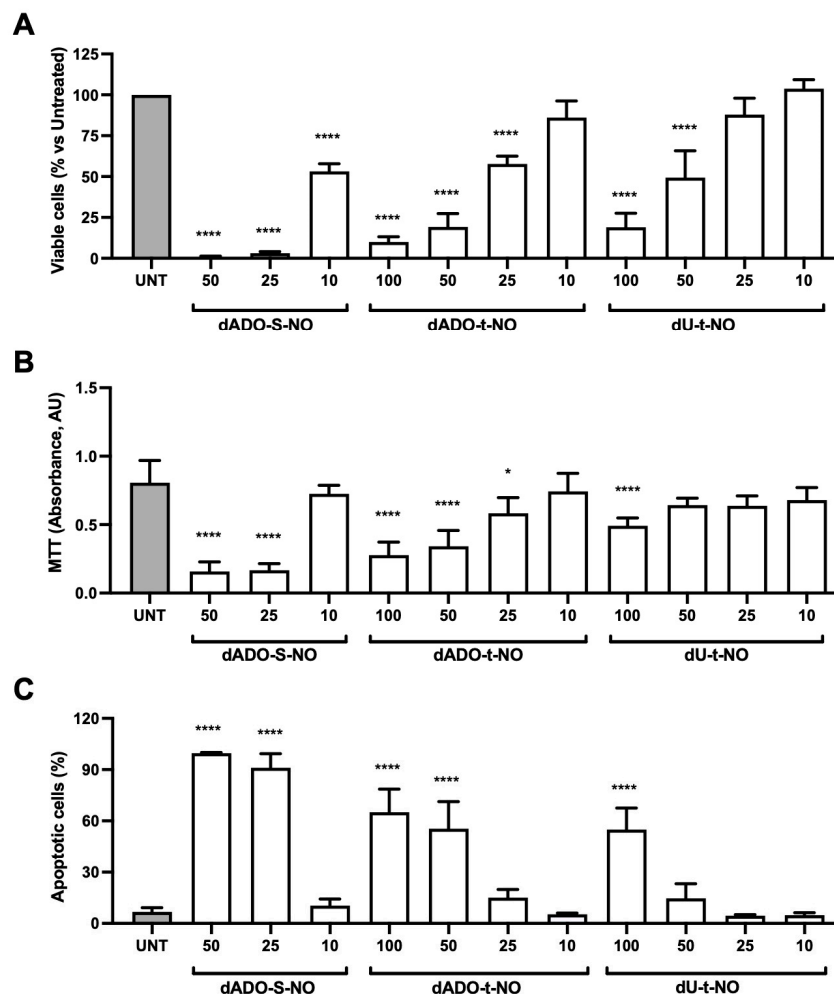 A
Viable cells (% vs Untreated)
125
100
75
50
25
0
****
****
****
****
****
****
****
****
UNT 50 25 10 100 50 25 10 100 50 25 10
dADO-S-NO dADO-t-NO dU-t-NO
B
MTT (Absorbance, AU)
1.5
1.0
0.5
0.0
****
****
****
****
*
****
UNT 50 25 10 100 50 25 10 100 50 25 10
dADO-S-NO dADO-t-NO dU-t-NO
C
Apoptotic cells (%)
120
90
60
30
0
****
****
****
****
****
UNT 50 25 10 100 50 25 10 100 50 25 10
dADO-S-NO dADO-t-NO dU-t-NO